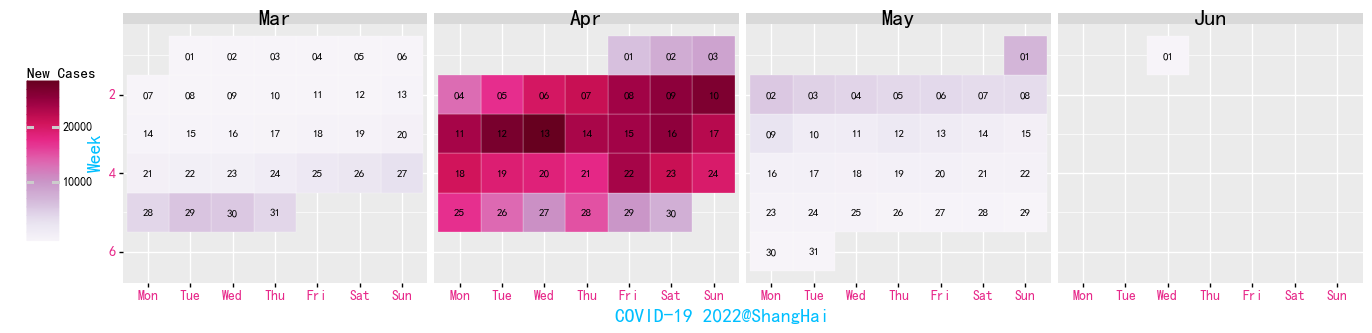 Mar Apr May Jun
New Cases
20000
10000
Week
2
4
6
01 02 03 04 05 06
07 08 09 10 11 12 13
14 15 16 17 18 19 20
21 22 23 24 25 26 27
28 29 30 31
01 02 03
04 05 06 07 08 09 10
11 12 13 14 15 16 17
18 19 20 21 22 23 24
25 26 27 28 29 30
01
02 03 04 05 06 07 08
09 10 11 12 13 14 15
16 17 18 19 20 21 22
23 24 25 26 27 28 29
30 31
01
Mon Tue Wed Thu Fri Sat Sun Mon Tue Wed Thu Fri Sat Sun Mon Tue Wed Thu Fri Sat Sun Mon Tue Wed Thu Fri Sat Sun
COVID-19 2022@ShangHai